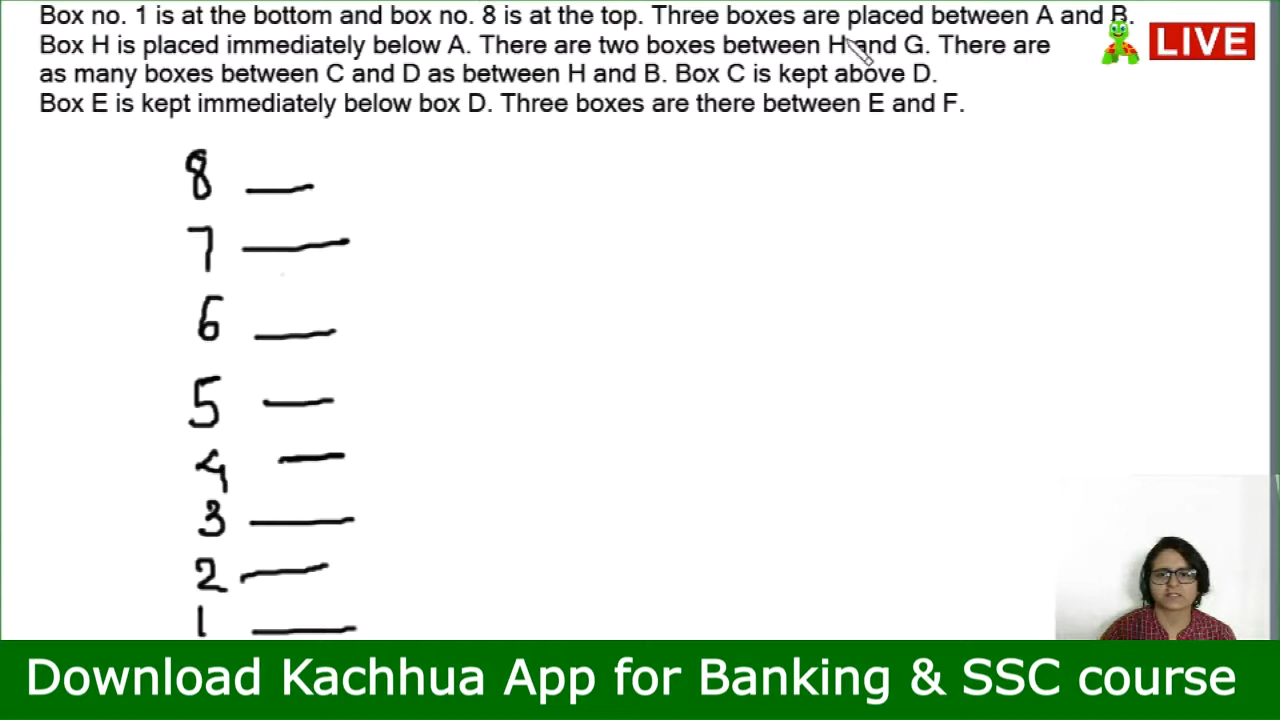 Box no. 1 is at the bottom and box no. 8 is at the top. Three boxes are placed between A and B.
Box H is placed immediately below A. There are two boxes between H and G. There are
as many boxes between C and D as between H and B. Box C is kept above D.
Box E is kept immediately below box D. Three boxes are there between E and F.
LIVE
8
7
6
5
4
3
2
1
Download Kachhua App for Banking & SSC course